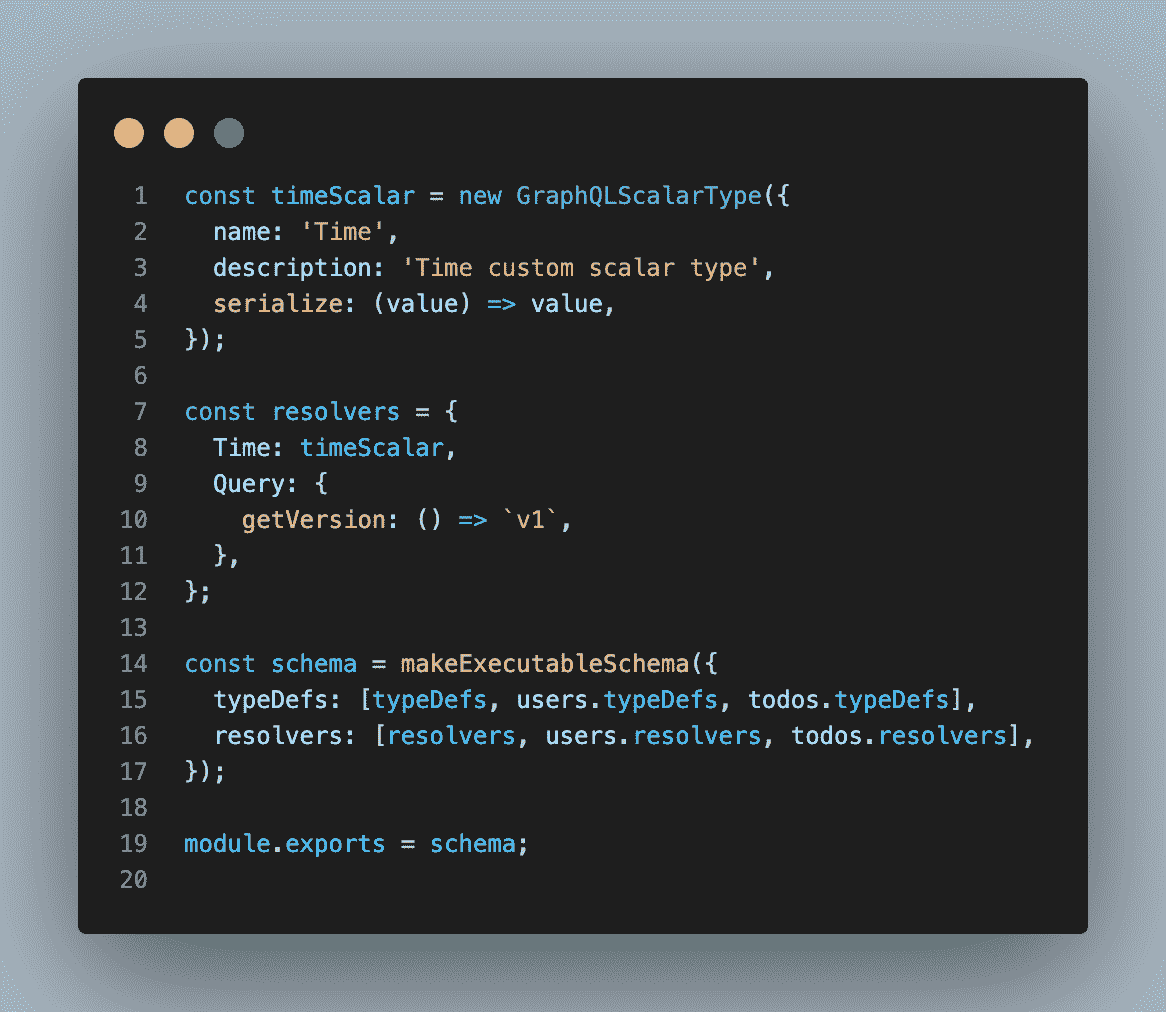 1 const timeScalar = new GraphQLScalarType({
2   name: 'Time',
3   description: 'Time custom scalar type',
4   serialize: (value) => value,
5 });
6
7 const resolvers = {
8   Time: timeScalar,
9   Query: {
10     getVersion: () => `v1`,
11   },
12 };
13
14 const schema = makeExecutableSchema({
15   typeDefs: [typeDefs, users.typeDefs, todos.typeDefs],
16   resolvers: [resolvers, users.resolvers, todos.resolvers],
17 });
18
19 module.exports = schema;
20